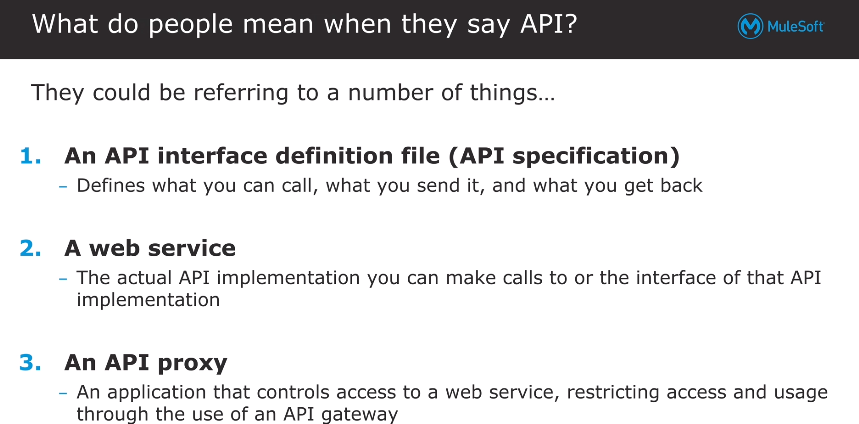 What do people mean when they say API?
MuleSoft
They could be referring to a number of things…
1. An API interface definition file (API specification)
– Defines what you can call, what you send it, and what you get back
2. A web service
– The actual API implementation you can make calls to or the interface of that API
implementation
3. An API proxy
– An application that controls access to a web service, restricting access and usage
through the use of an API gateway